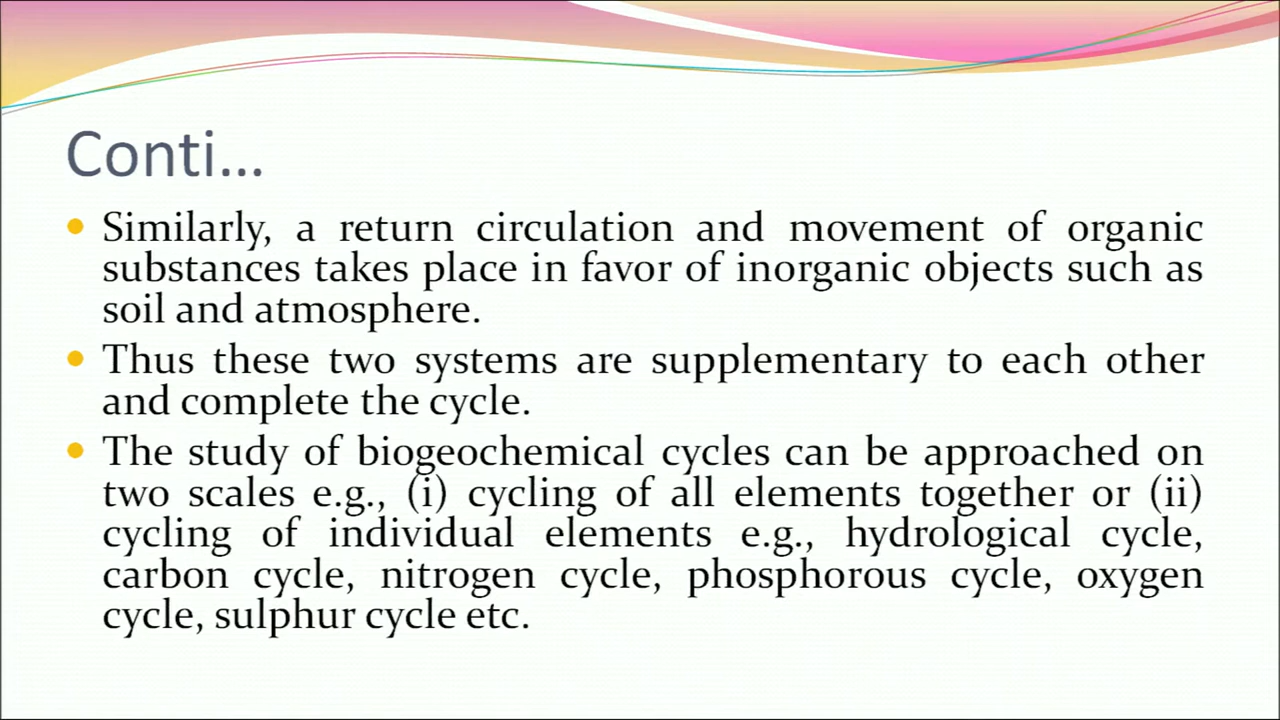 Conti...
Similarly, a return circulation and movement of organic
substances takes place in favor of inorganic objects such as
soil and atmosphere.
Thus these two systems are supplementary to each other
and complete the cycle.
The study of biogeochemical cycles can be approached on
two scales e.g., (i) cycling of all elements together or (ii)
cycling of individual elements e.g., hydrological cycle,
carbon cycle, nitrogen cycle, phosphorous cycle, oxygen
cycle, sulphur cycle etc.